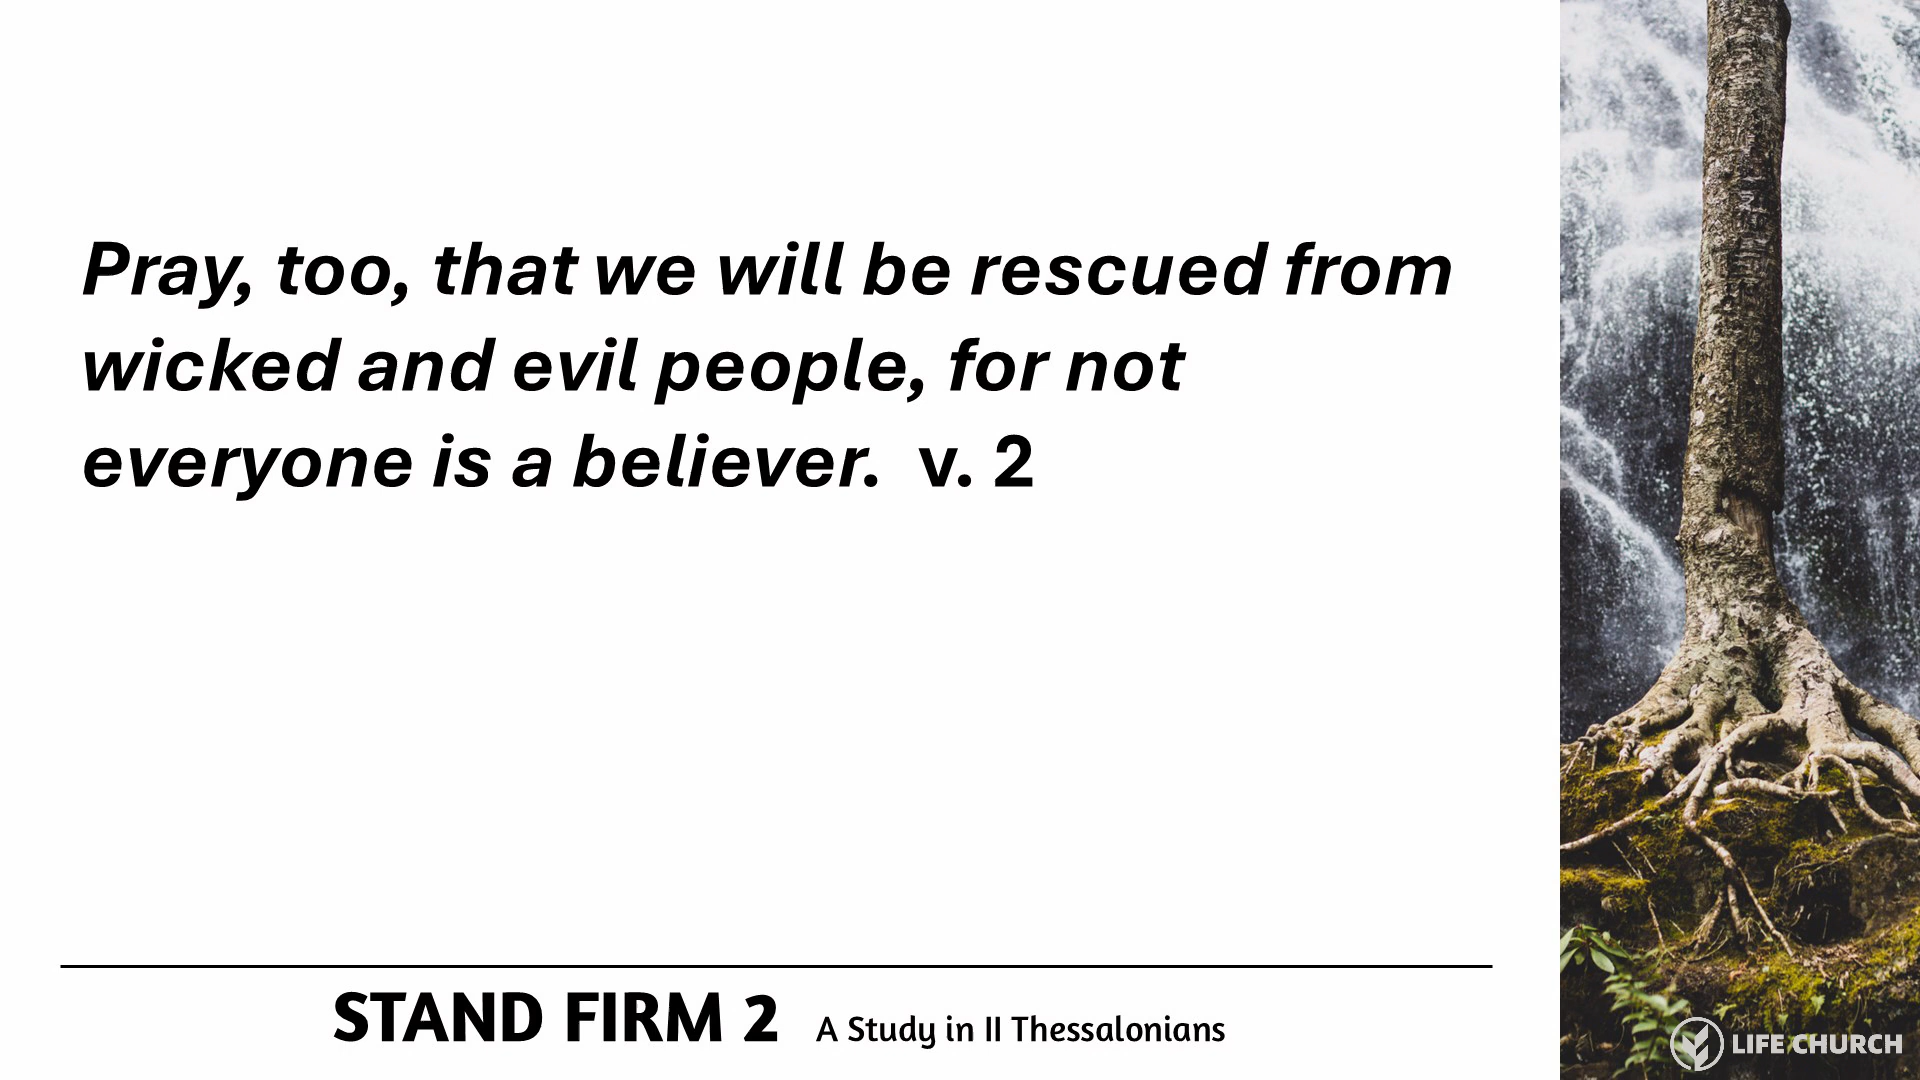 Pray, too, that we will be rescued from
wicked and evil people, for not
everyone is a believer.  v. 2
STAND FIRM 2 A Study in II Thessalonians
LIFE CHURCH